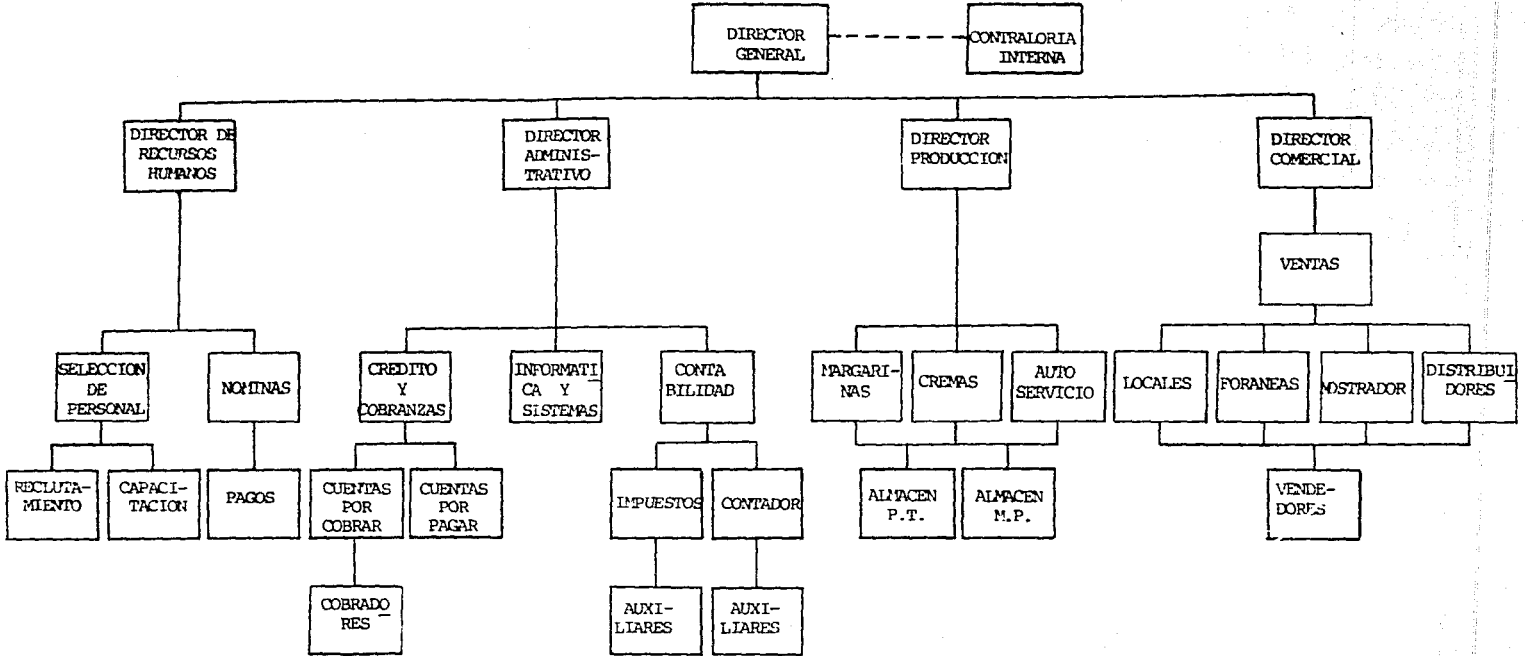 DIRECTOR
GENERAL
CONTRALORIA
INTERNA
DIRECTOR DE
RECURSOS
HUMANOS
DIRECTOR
ADMINIS-
TRATIVO
DIRECTOR
PRODUCCION
DIRECTOR
COMERCIAL
VENTAS
SELECCION
DE
PERSONAL
NOMINAS
CREDITO
Y
COBRANZAS
INFORMATI
CA Y
SISTEMAS
CONTA
BILIDAD
MARGARI-
NAS
CREMAS
AUTO
SERVICIO
LOCALES
FORANEAS
MOSTRADOR
DISTRIBUI
DORES
RECLUTA-
MIENTO
CAPACI-
TACION
PAGOS
CUENTAS
POR
COBRAR
CUENTAS
POR
PAGAR
IMPUESTOS
CONTADOR
ALMACEN
P.T.
ALMACEN
M.P.
VENDE-
DORES
COBRADO
RES
AUXI-
LIARES
AUXI-
LIARES